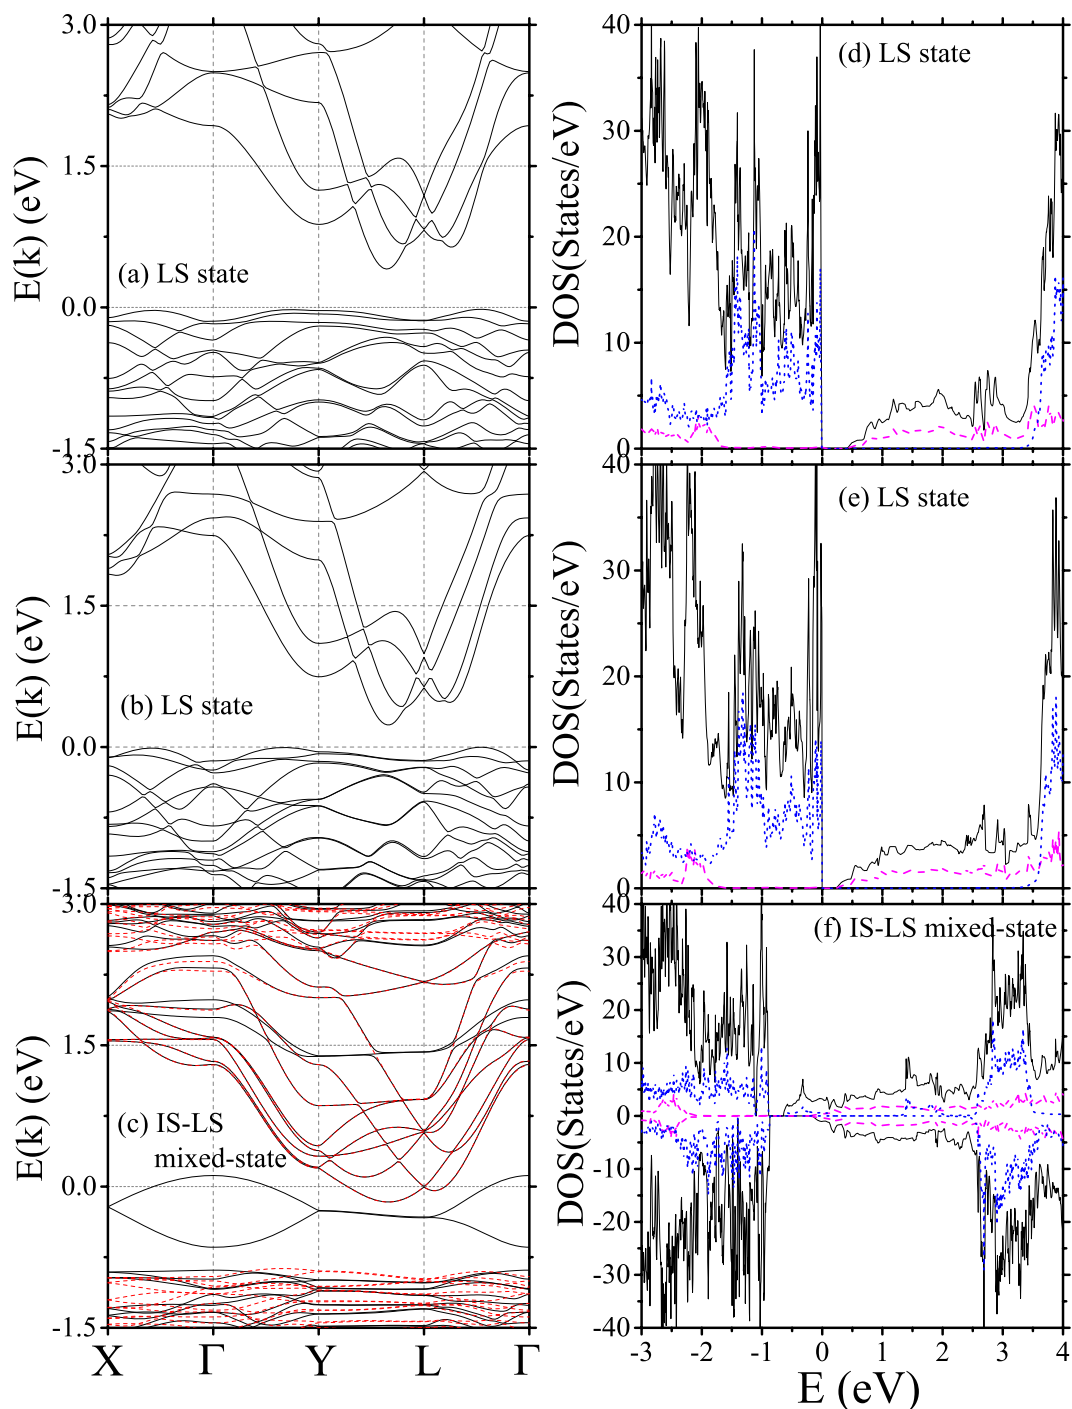 3.0
1.5
0.0
-1.5
E(k) (eV)
(a) LS state
40
30
20
10
0
DOS(States/eV)
(d) LS state
3.0
1.5
0.0
-1.5
E(k) (eV)
(b) LS state
40
30
20
10
0
DOS(States/eV)
(e) LS state
3.0
1.5
0.0
-1.5
E(k) (eV)
(c) IS-LS
mixed-state
X Γ Y L Γ
40
30
20
10
0
-10
-20
-30
-40
DOS(States/eV)
(f) IS-LS mixed-state
-3 -2 -1 0 1 2 3 4
E (eV)